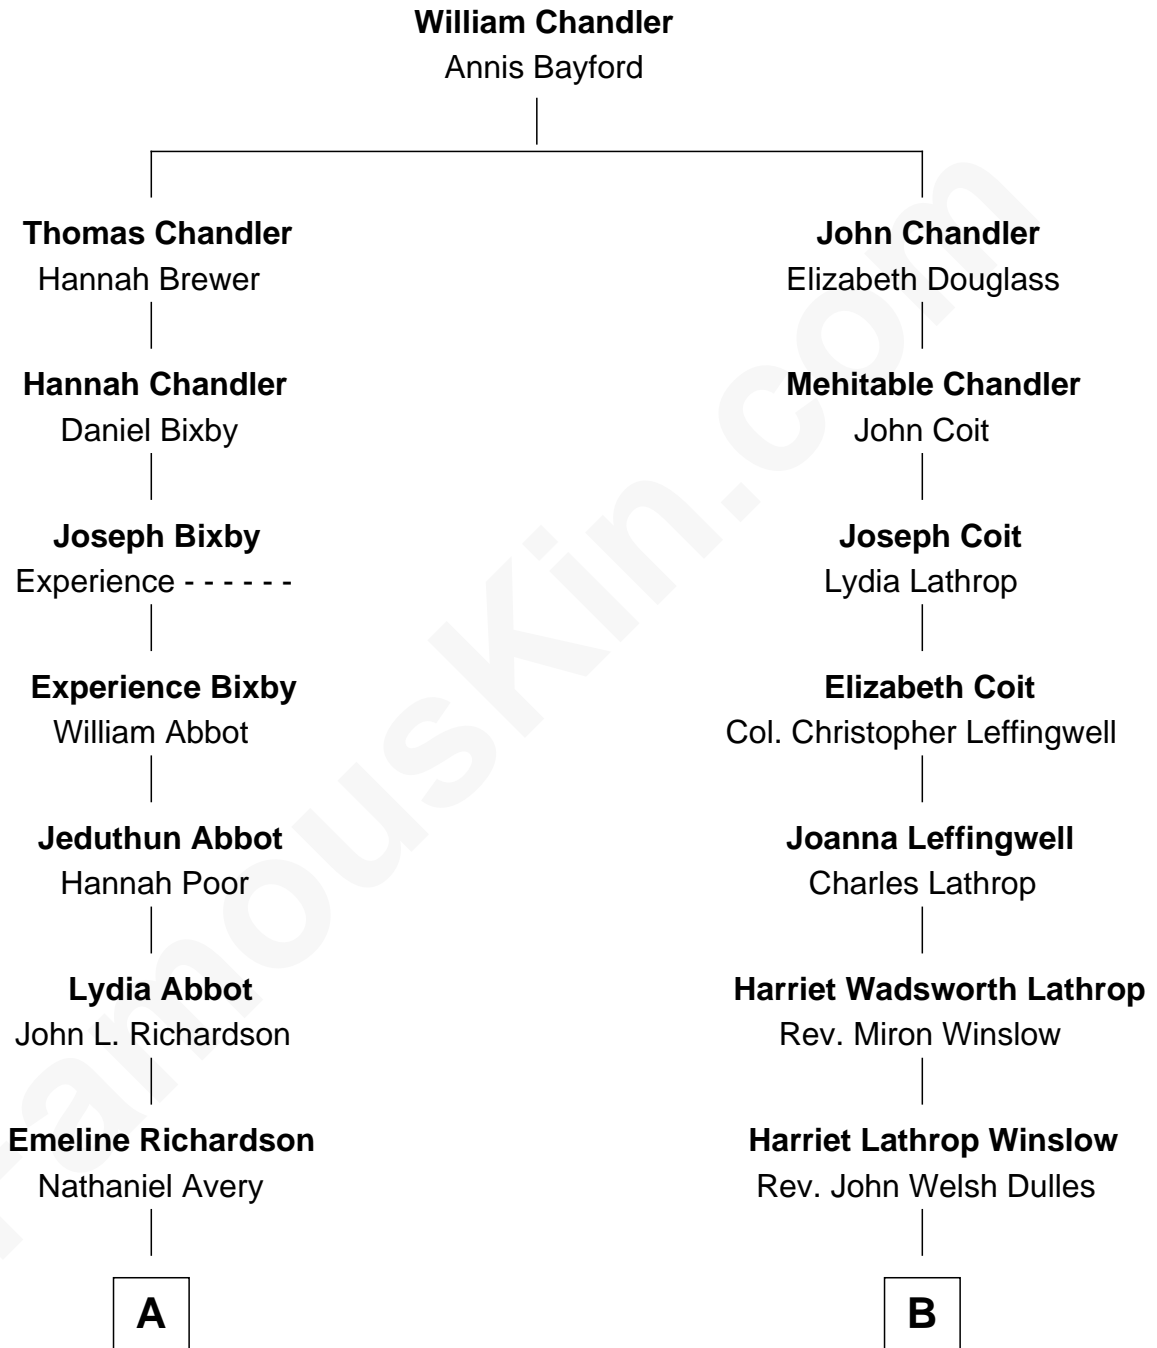 William Chandler
Annis Bayford
Thomas Chandler
Hannah Brewer
Hannah Chandler
Daniel Bixby
Joseph Bixby
Experience - - - - - -
Experience Bixby
William Abbot
Jeduthun Abbot
Hannah Poor
Lydia Abbot
John L. Richardson
Emeline Richardson
Nathaniel Avery
A
John Chandler
Elizabeth Douglass
Mehitable Chandler
John Coit
Joseph Coit
Lydia Lathrop
Elizabeth Coit
Col. Christopher Leffingwell
Joanna Leffingwell
Charles Lathrop
Harriet Wadsworth Lathrop
Rev. Miron Winslow
Harriet Lathrop Winslow
Rev. John Welsh Dulles
B
FamousKin.com